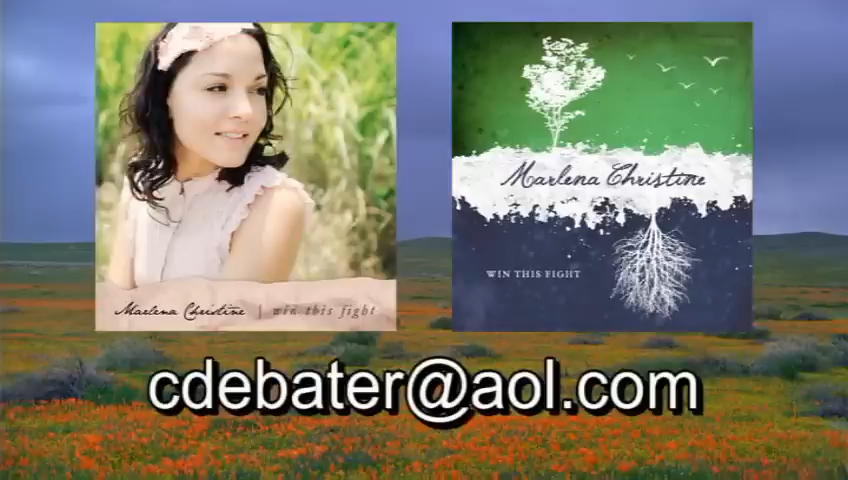 Marlena Christine | win this fight
Marlena Christine
WIN THIS FIGHT
cdebater@aol.com